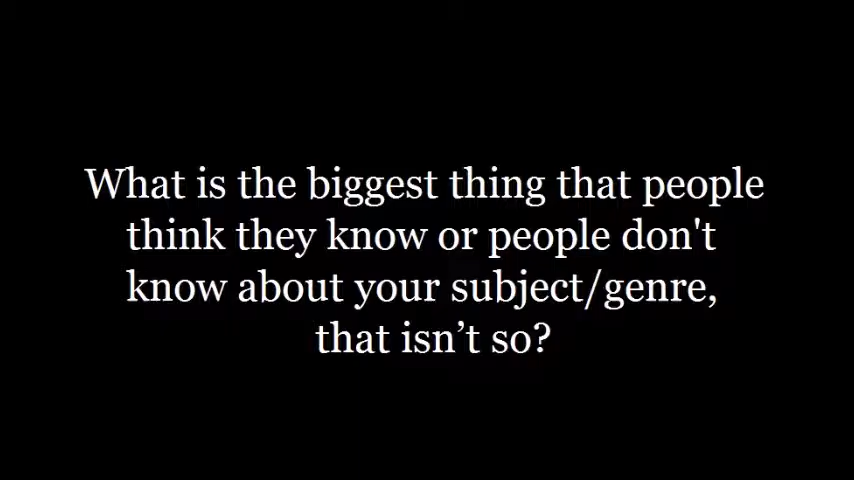 What is the biggest thing that people
think they know or people don't
know about your subject/genre,
that isn’t so?